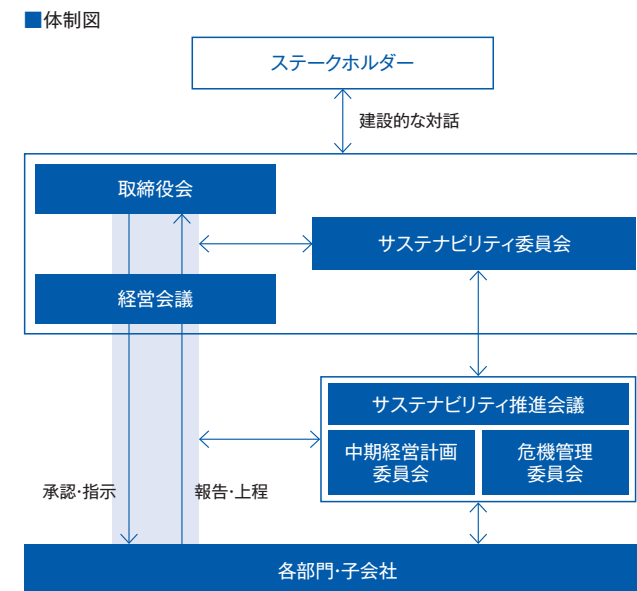 ■体制図
ステークホルダー
建設的な対話
取締役会
サステナビリティ委員会
経営会議
サステナビリティ推進会議
中期経営計画
委員会
危機管理
委員会
承認・指示
報告・上程
各部門・子会社